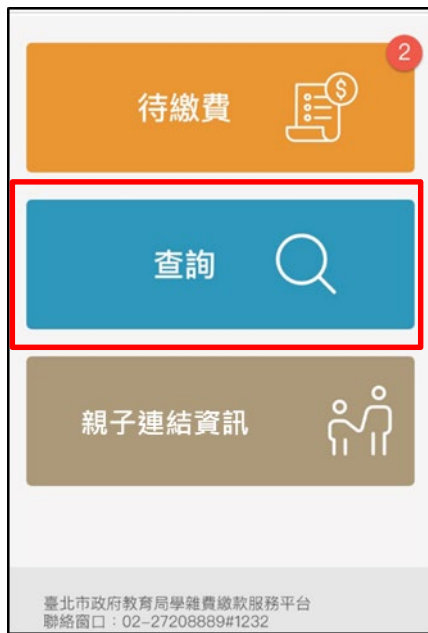 2
待繳費
查詢
親子連結資訊
臺北市政府教育局學雜費繳款服務平台
聯絡窗口：02-27208889#1232